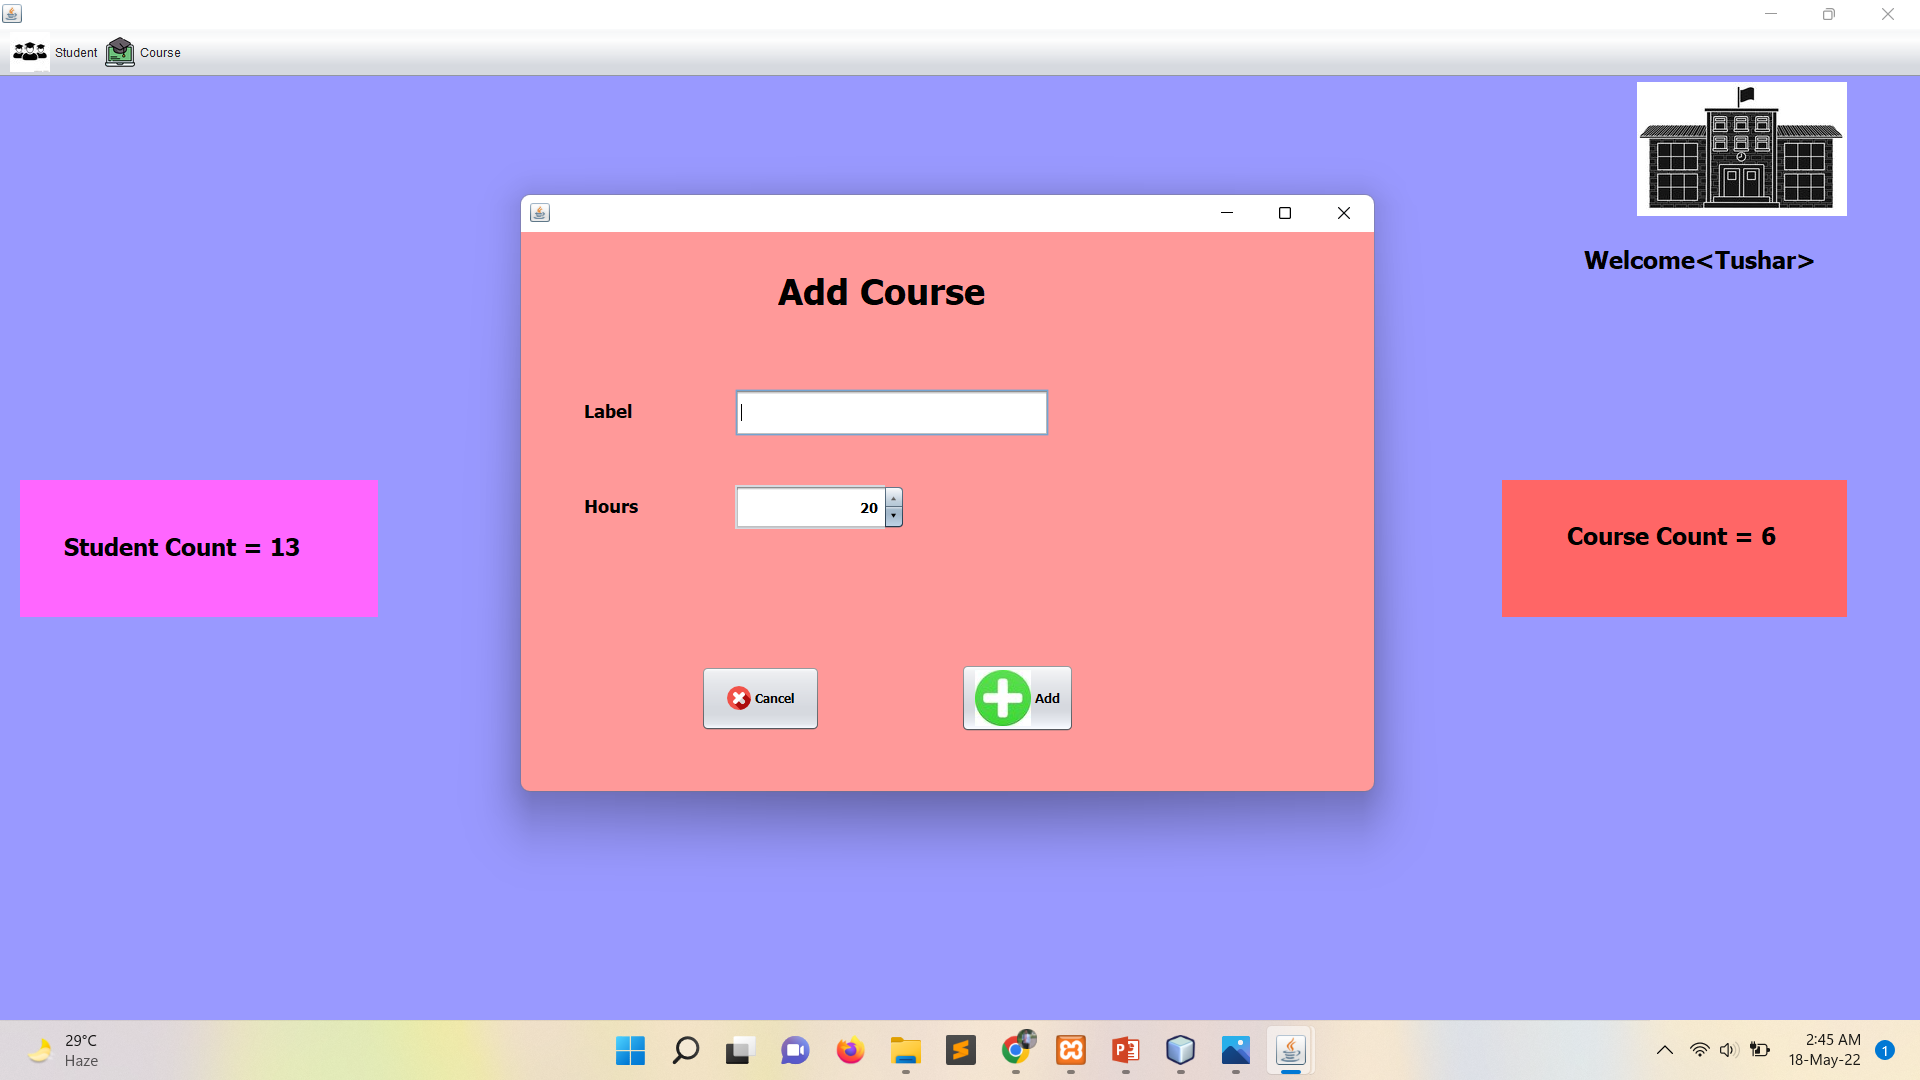 Student Course
Welcome<Tushar>
Add Course
Label
Hours 20
Student Count = 13
Course Count = 6
Cancel Add
29°C
Haze
2:45 AM
18-May-22
1